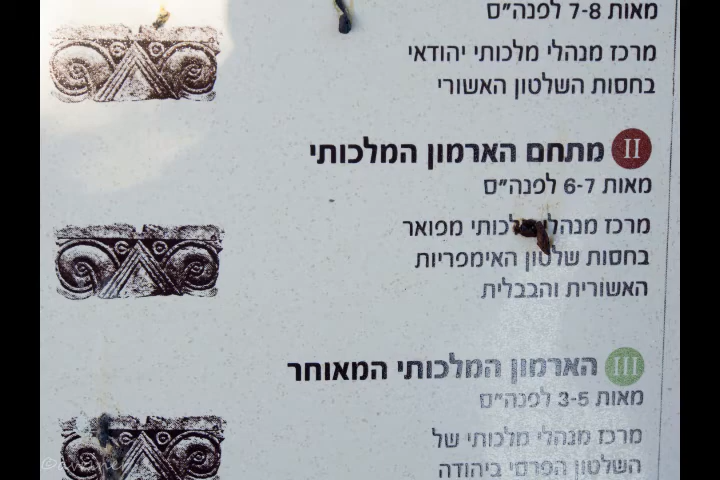 מאות 7-8 לפנה"ס
מרכז מנהלי מלכותי יהודאי
בחסות השלטון האשורי
II מתחם הארמון המלכותי
מאות 6-7 לפנה"ס
מרכז מנהלי מלכותי מפואר
בחסות שלטון האימפריות
האשורית והבבלית
III הארמון המלכותי המאוחר
מאות 3-5 לפנה"ס
מרכז מנהלי מלכותי של
השלטון הפרסי ביהודה